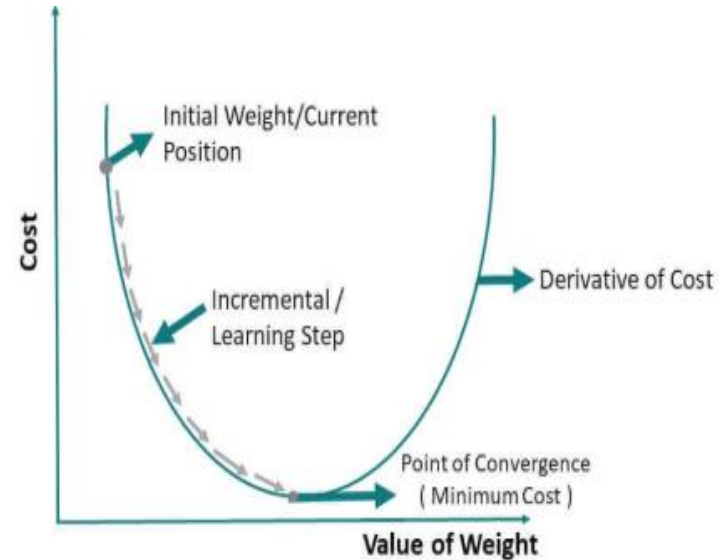 Initial Weight/Current
Position
Cost
Incremental /
Learning Step
Derivative of Cost
Point of Convergence
( Minimum Cost )
Value of Weight